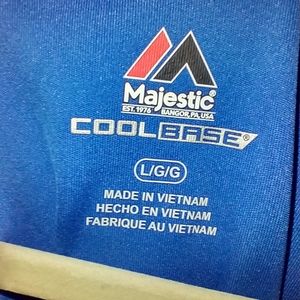 Majestic®
EST. 1976 BANGOR, PA, USA
COOLBASE®
L/G/G
MADE IN VIETNAM
HECHO EN VIETNAM
FABRIQUE AU VIETNAM